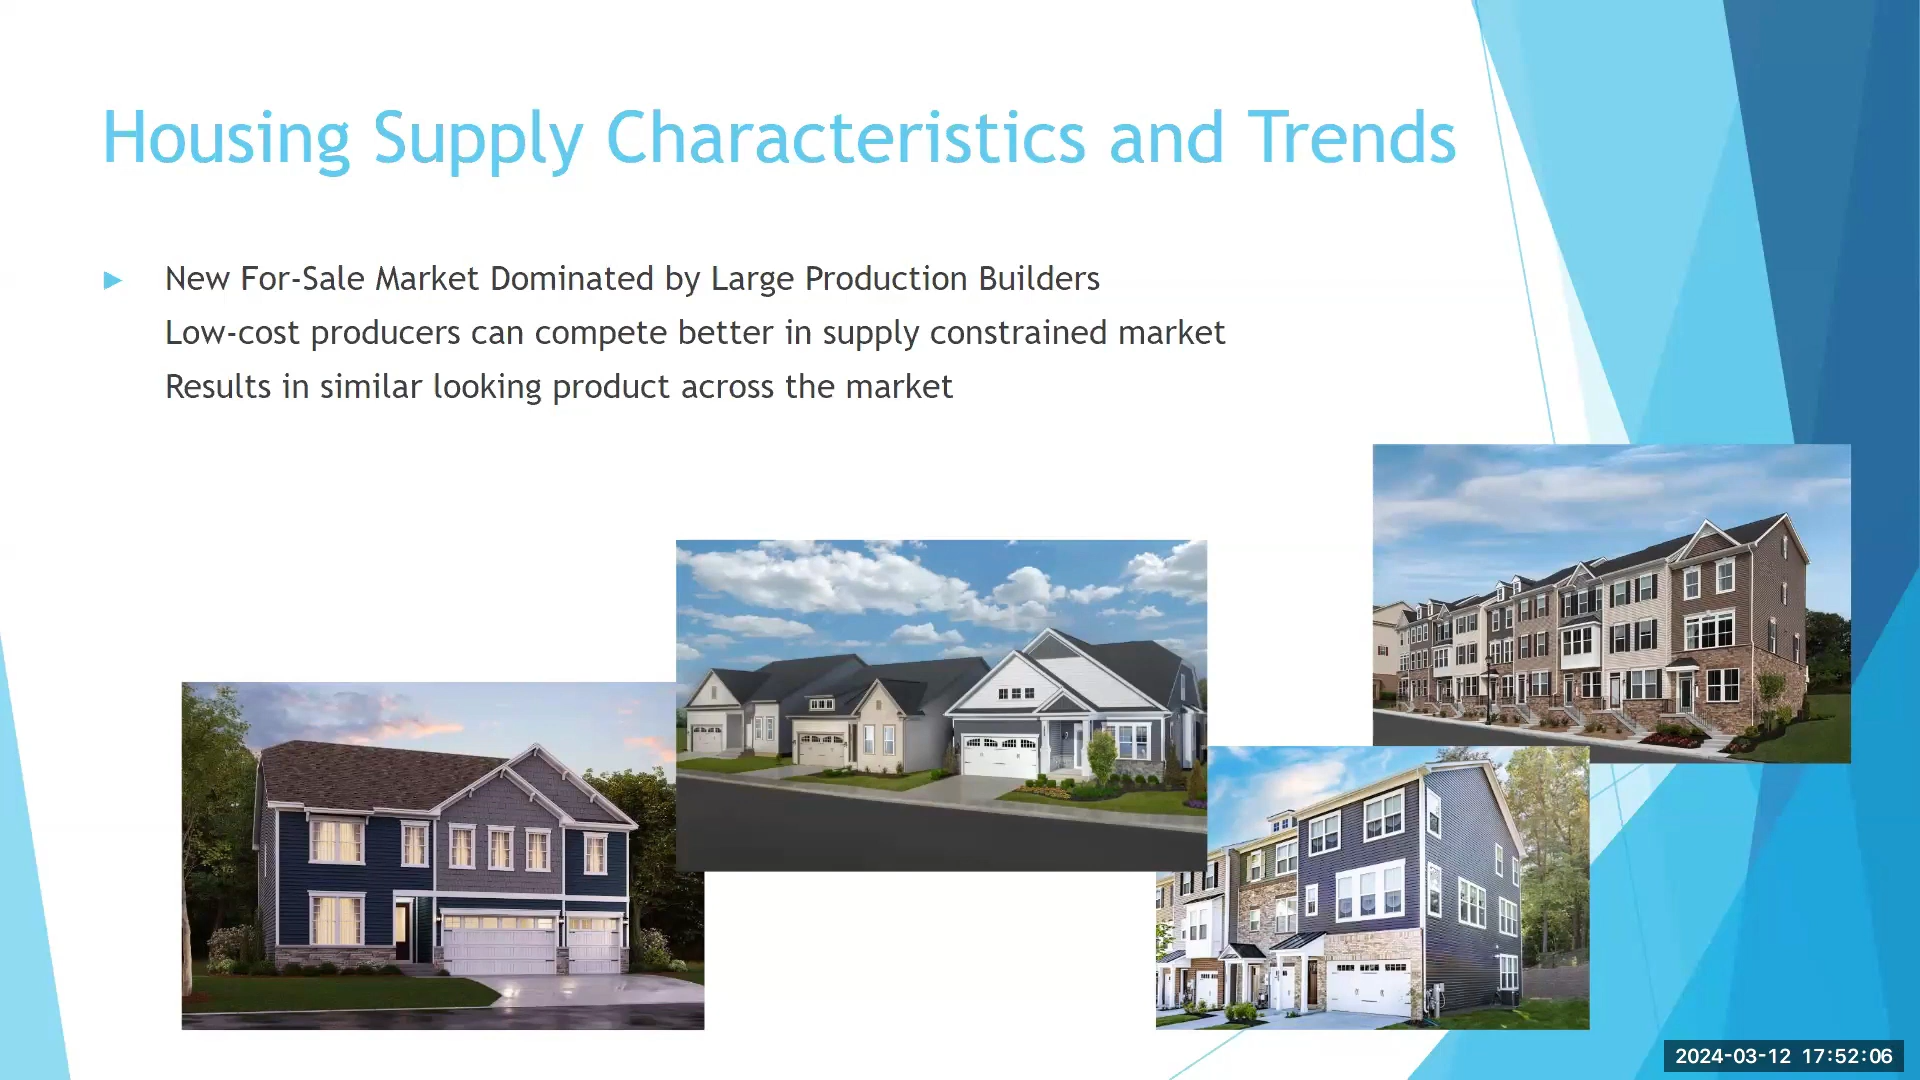 Housing Supply Characteristics and Trends
New For-Sale Market Dominated by Large Production Builders
Low-cost producers can compete better in supply constrained market
Results in similar looking product across the market
2024-03-12 17:52:06